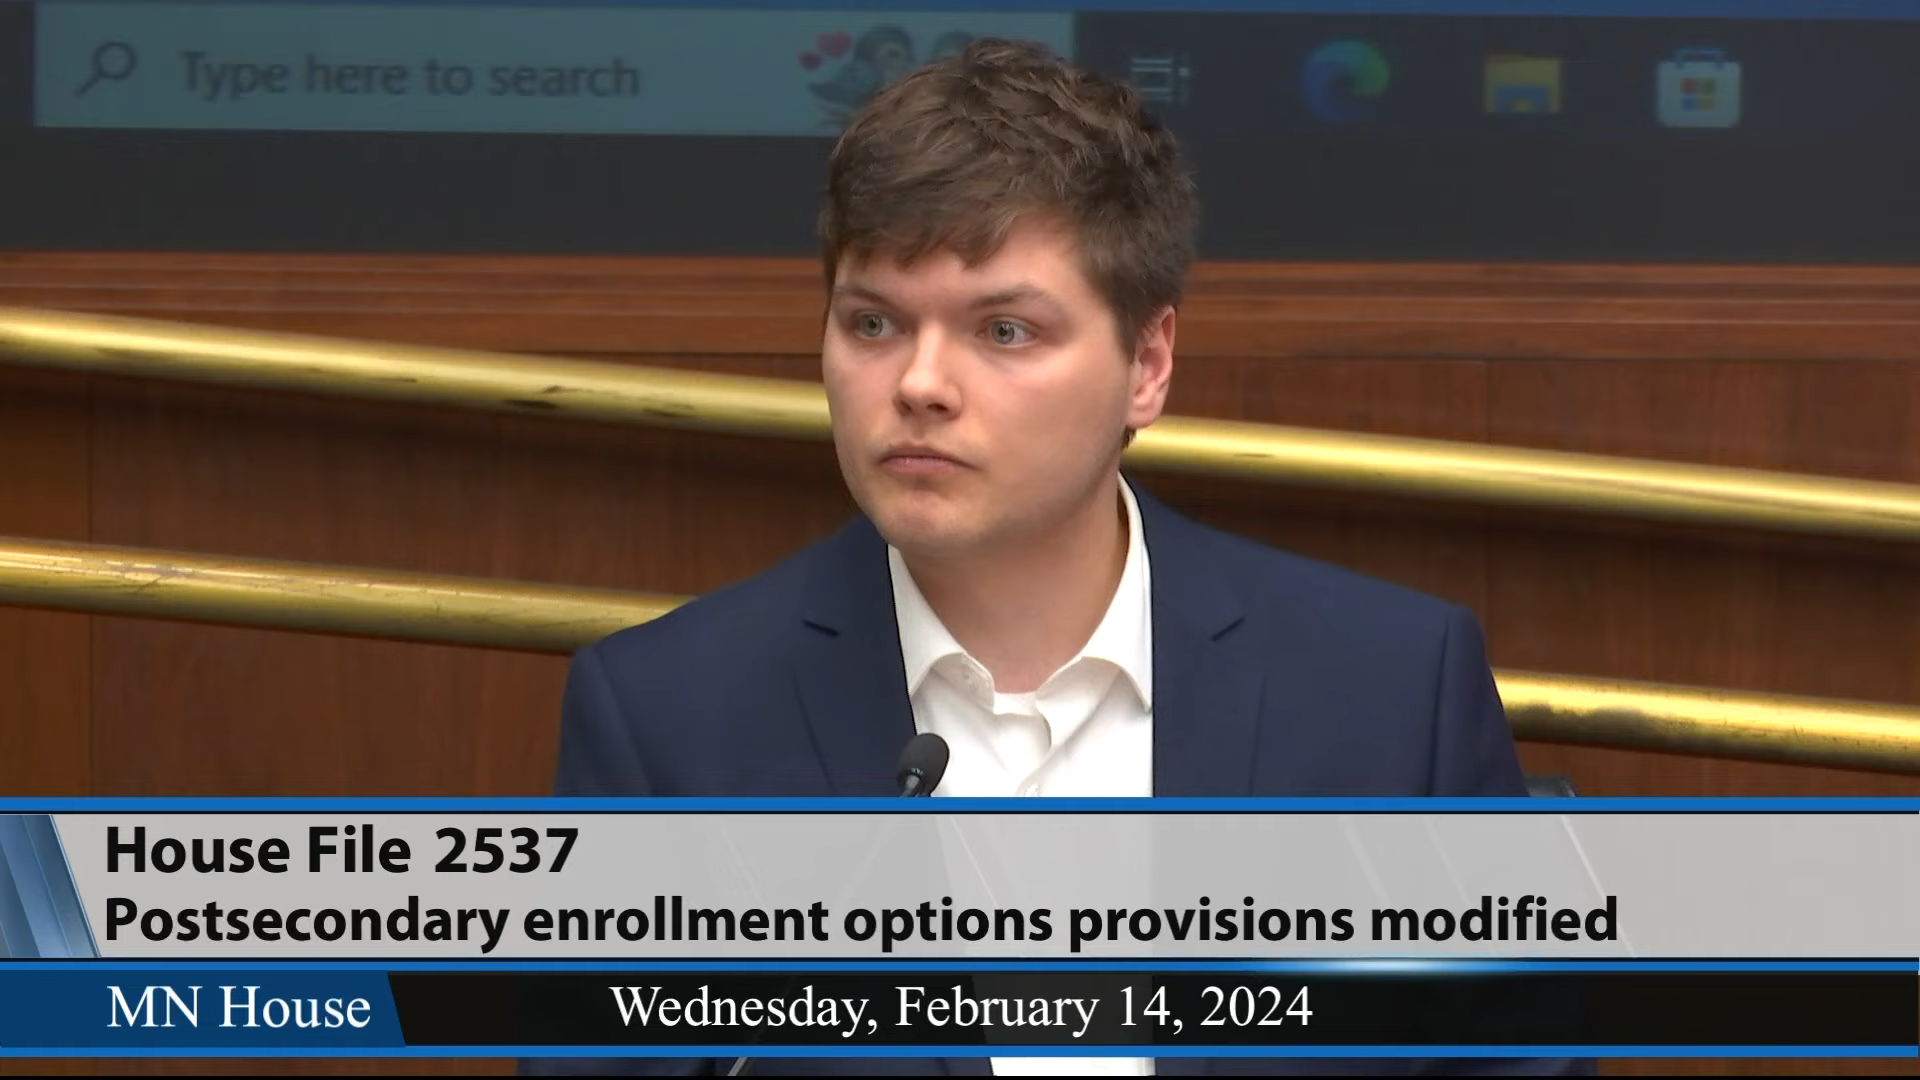 Type here to search
House File 2537
Postsecondary enrollment options provisions modified
MN House
Wednesday, February 14, 2024